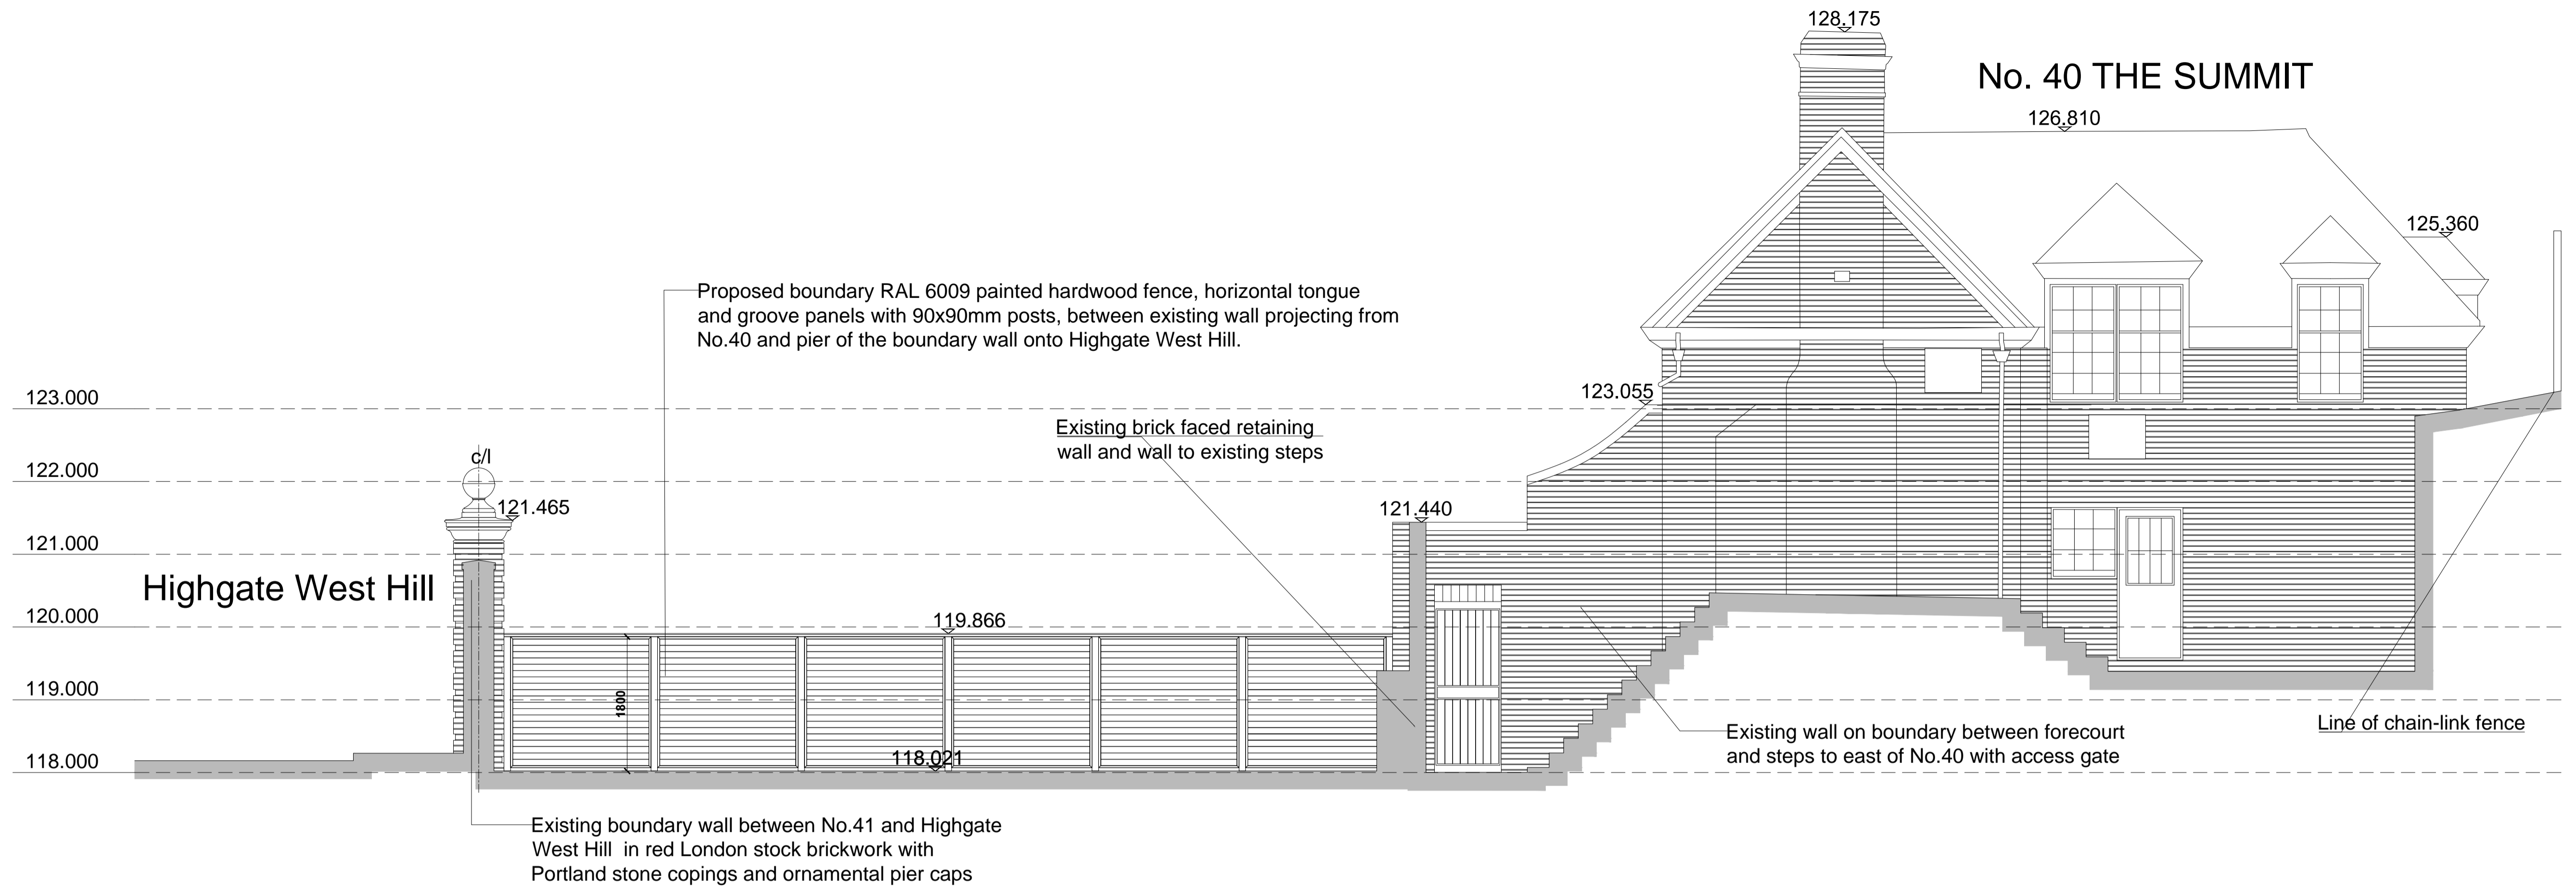 128.175
No. 40 THE SUMMIT
126.810
125.360
Proposed boundary RAL 6009 painted hardwood fence, horizontal tongue
and groove panels with 90x90mm posts, between existing wall projecting from
No.40 and pier of the boundary wall onto Highgate West Hill.
123.055
123.000
Existing brick faced retaining
wall and wall to existing steps
c/l
122.000
121.465
121.440
121.000
Highgate West Hill
120.000
119.866
119.000
1800
Existing wall on boundary between forecourt
and steps to east of No.40 with access gate
Line of chain-link fence
118.021
118.000
Existing boundary wall between No.41 and Highgate
West Hill in red London stock brickwork with
Portland stone copings and ornamental pier caps